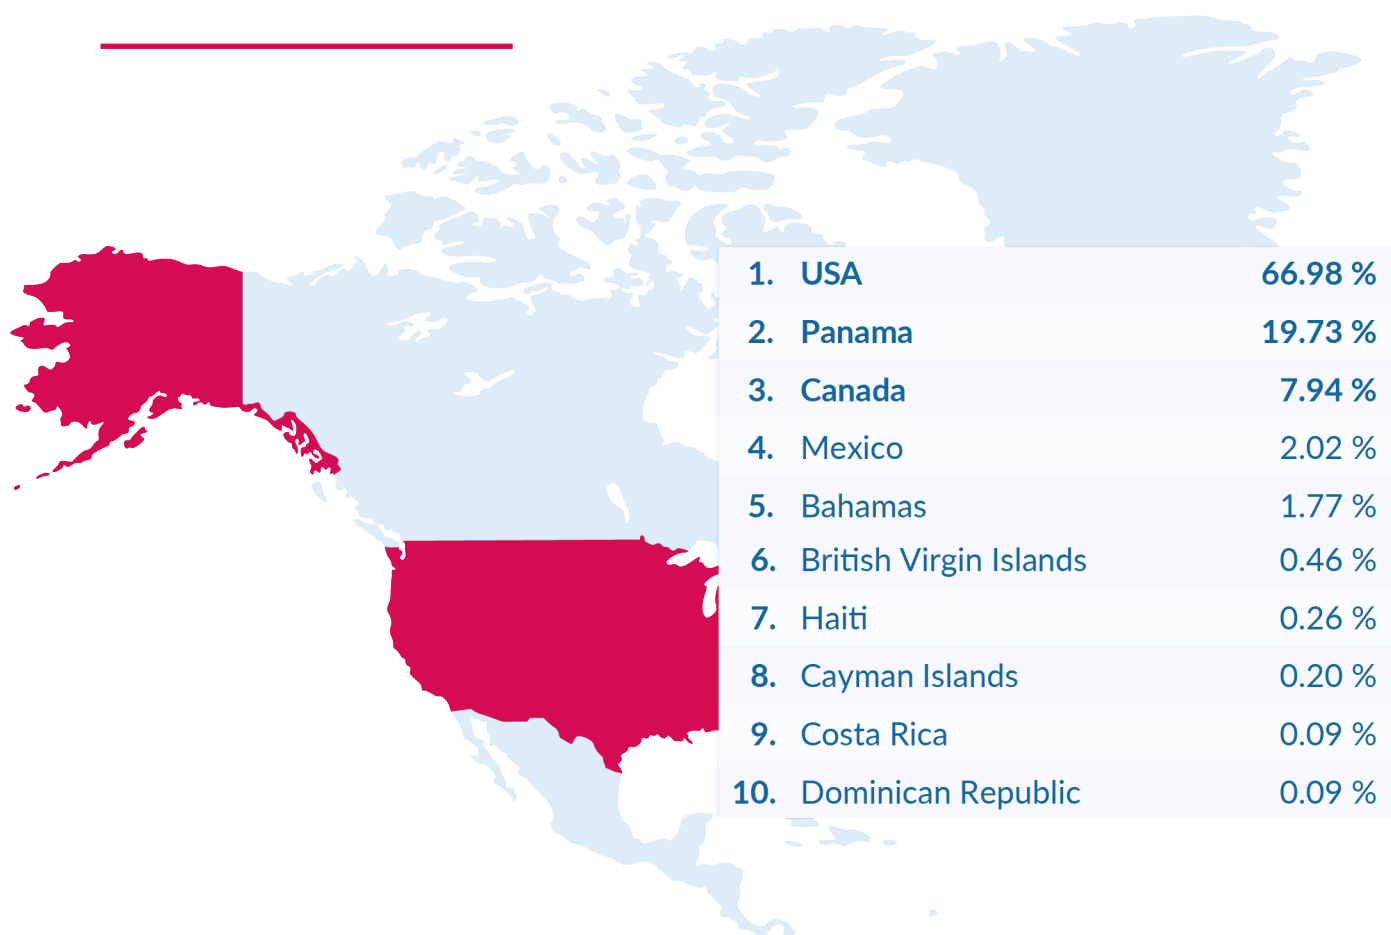 1. USA 66.98 %
2. Panama 19.73 %
3. Canada 7.94 %
4. Mexico 2.02 %
5. Bahamas 1.77 %
6. British Virgin Islands 0.46 %
7. Haiti 0.26 %
8. Cayman Islands 0.20 %
9. Costa Rica 0.09 %
10. Dominican Republic 0.09 %